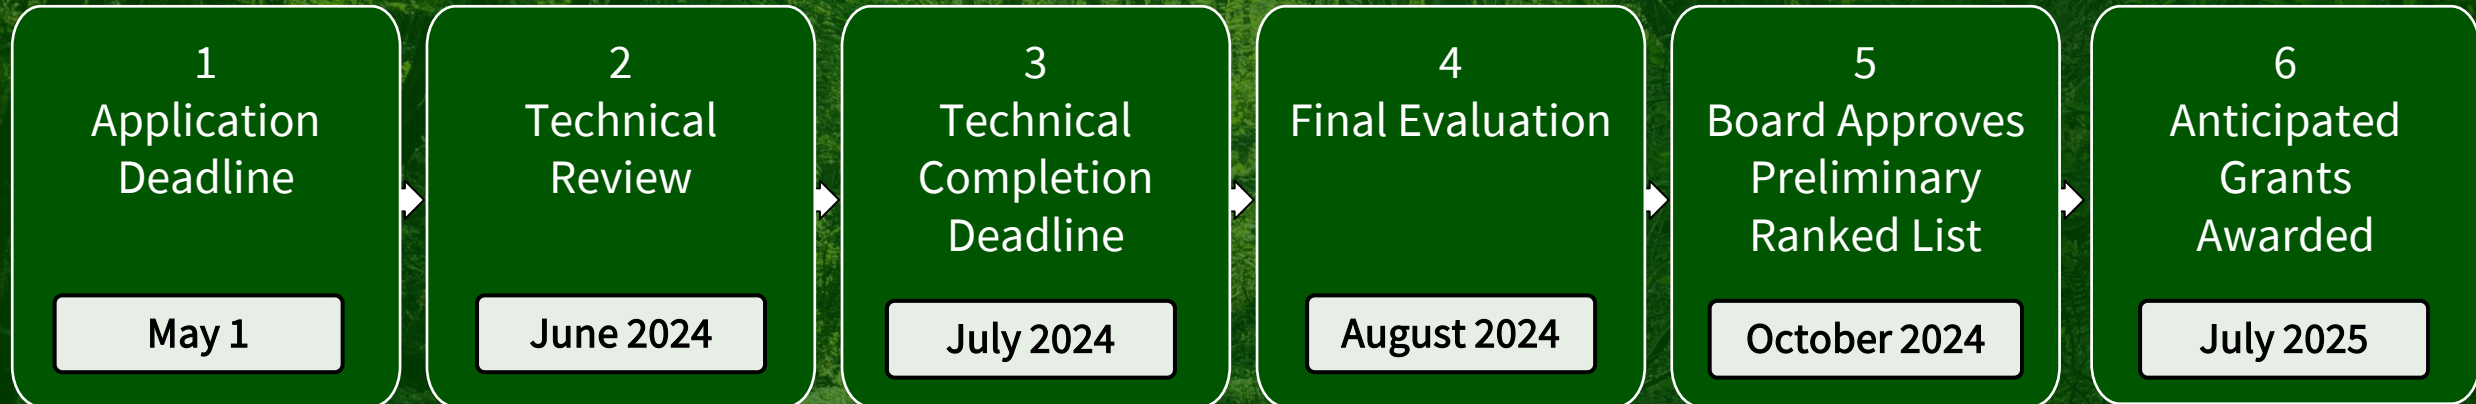 1
Application
Deadline
May 1
2
Technical
Review
June 2024
3
Technical
Completion
Deadline
July 2024
4
Final Evaluation
August 2024
5
Board Approves
Preliminary
Ranked List
October 2024
6
Anticipated
Grants
Awarded
July 2025